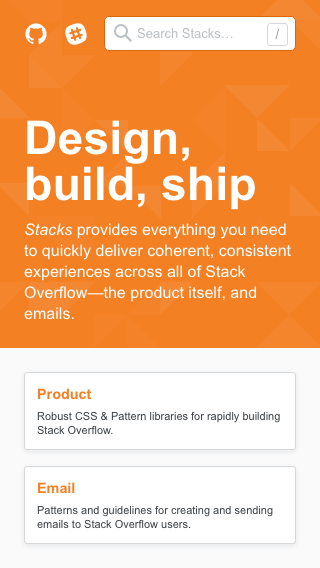 Search Stacks…
/
Design,
build, ship
Stacks provides everything you need
to quickly deliver coherent, consistent
experiences across all of Stack
Overflow—the product itself, and
emails.
Product
Robust CSS & Pattern libraries for rapidly building
Stack Overflow.
Email
Patterns and guidelines for creating and sending
emails to Stack Overflow users.